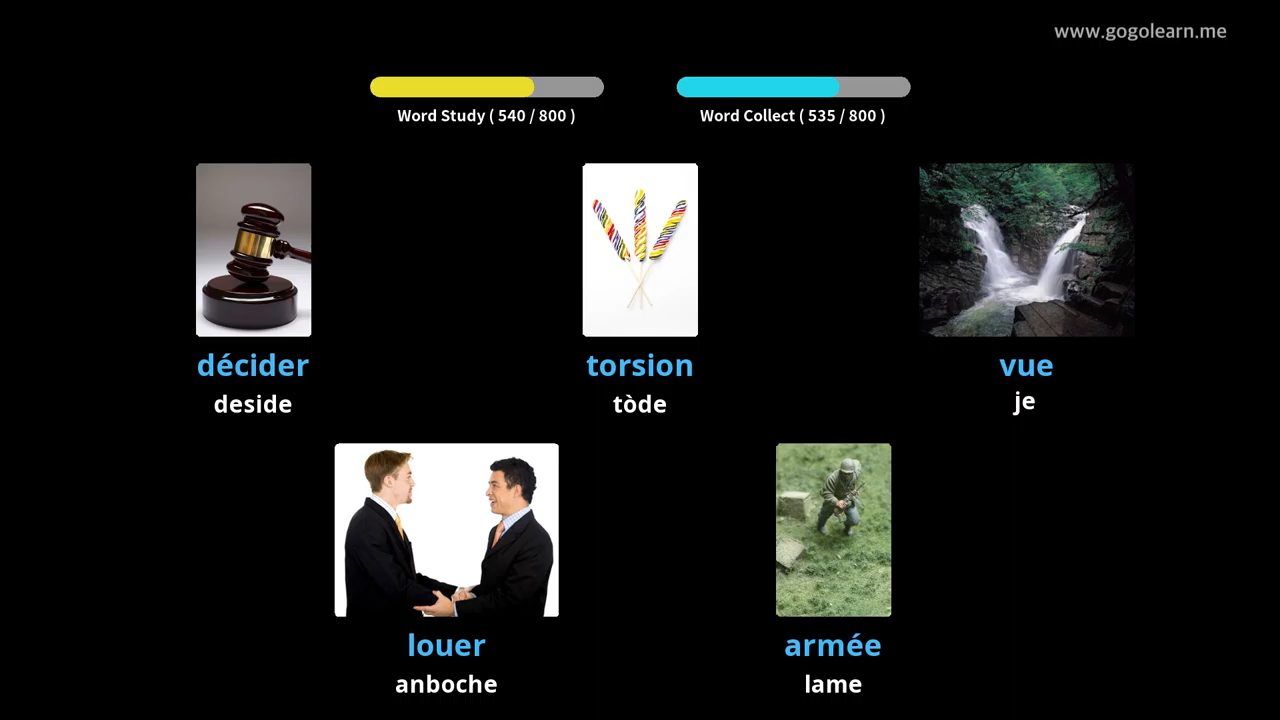 www.gogolearn.me
Word Study ( 540 / 800 )
Word Collect ( 535 / 800 )
décider
deside
torsion
tòde
vue
je
louer
anboche
armée
lame